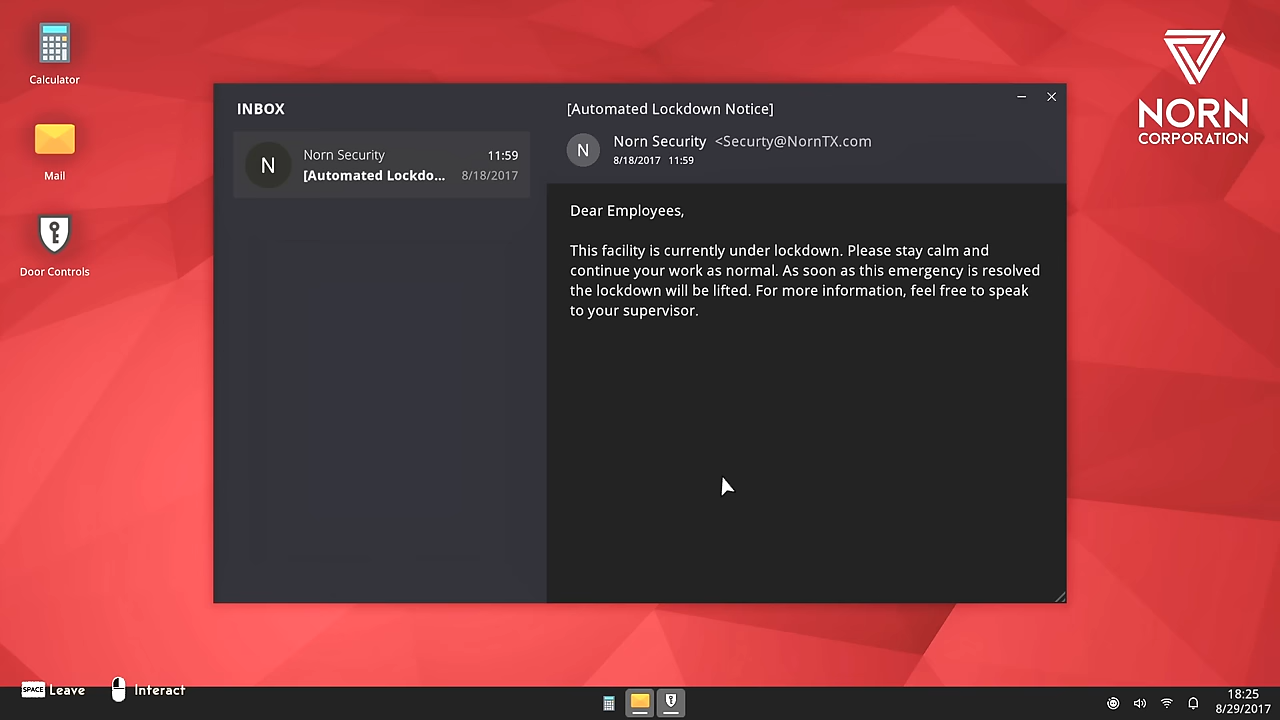 Calculator
Mail
Door Controls
NORN
CORPORATION
INBOX
N
Norn Security
11:59
[Automated Lockdo...
8/18/2017
[Automated Lockdown Notice]
N
Norn Security <Securty@NornTX.com
8/18/2017 11:59
Dear Employees,
This facility is currently under lockdown. Please stay calm and
continue your work as normal. As soon as this emergency is resolved
the lockdown will be lifted. For more information, feel free to speak
to your supervisor.
SPACE Leave
Interact
18:25
8/29/2017